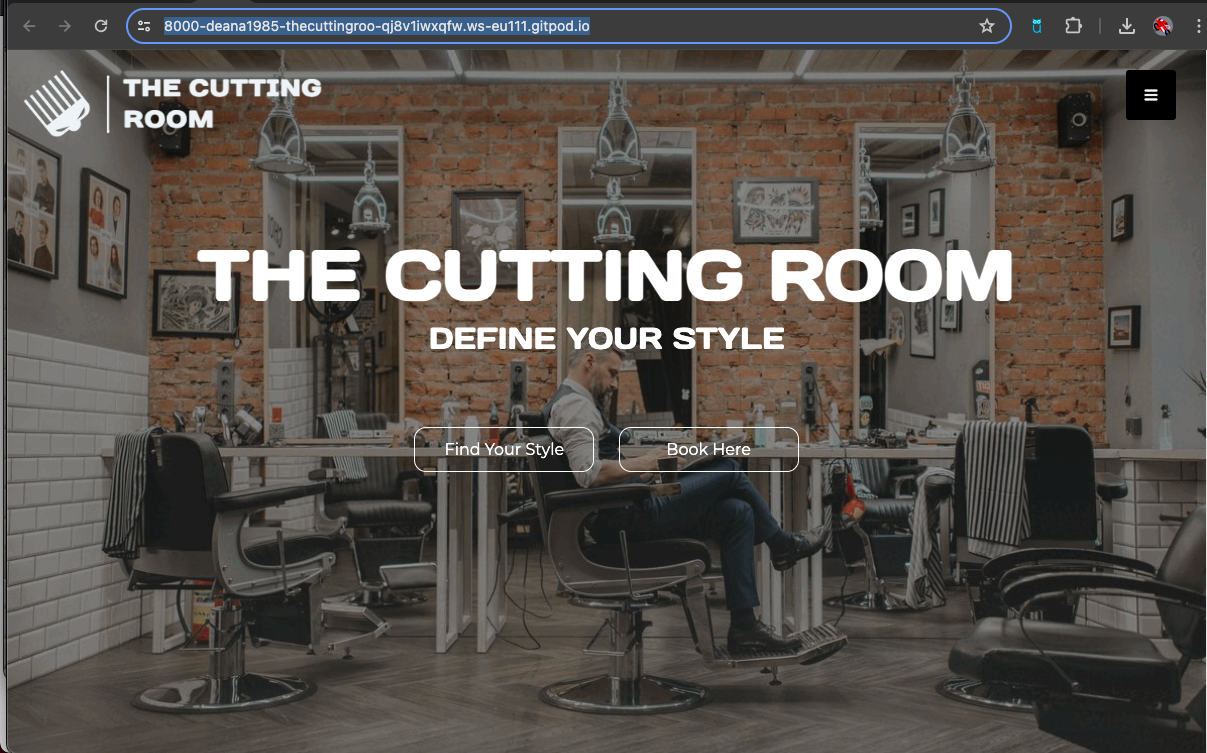 8000-deana1985-thecuttingroo-qj8v1iwxqfw.ws-eu111.gitpod.io
THE CUTTING
ROOM
THE CUTTING ROOM
DEFINE YOUR STYLE
Find Your Style
Book Here